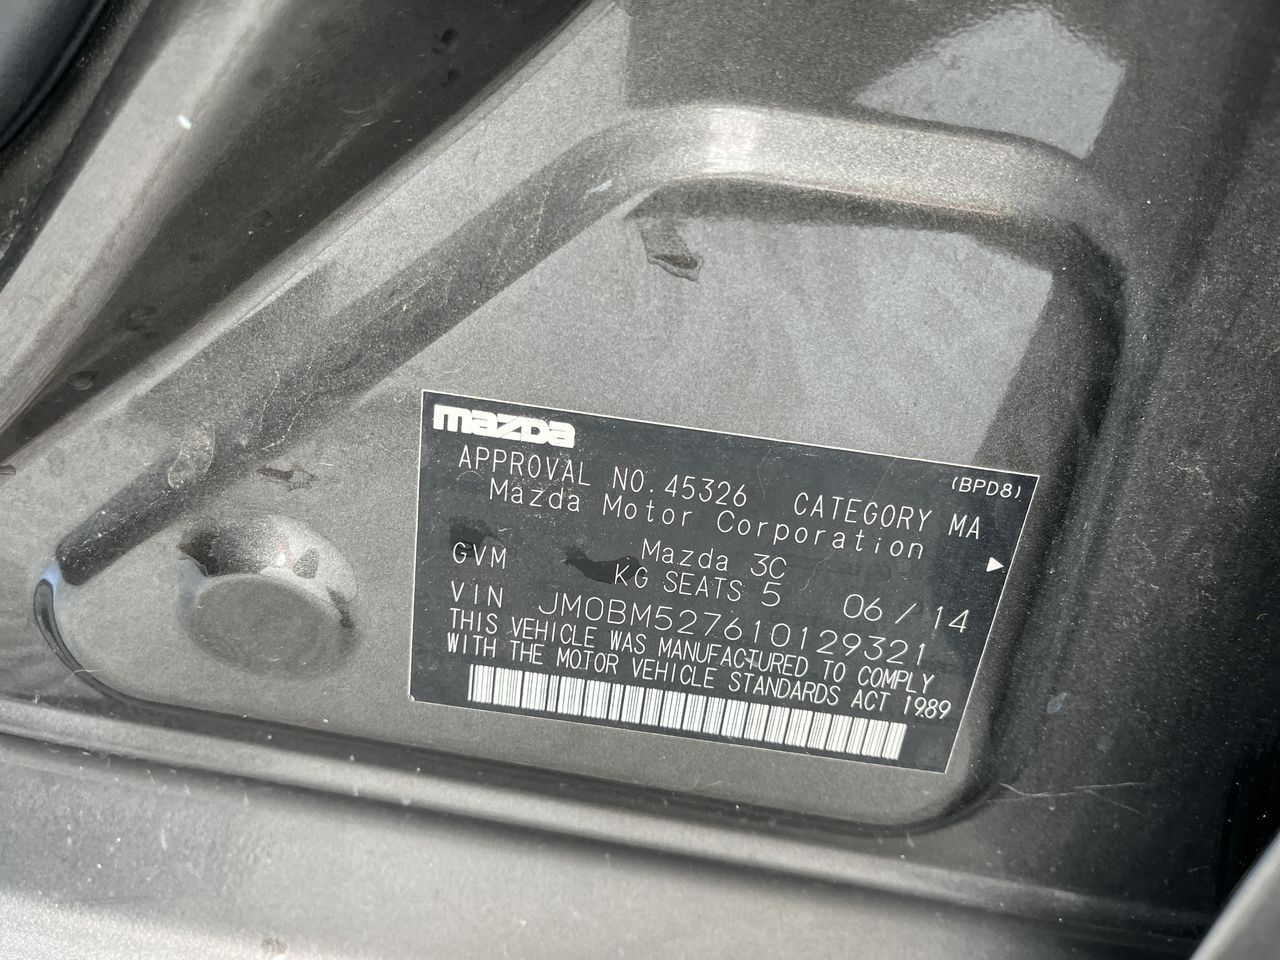 mazda
(BPD8)
APPROVAL NO. 45326 CATEGORY MA
Mazda Motor Corporation
Mazda 3C
GVM KG SEATS 5 06/14
VIN JM0BM527610129321
THIS VEHICLE WAS MANUFACTURED TO COMPLY
WITH THE MOTOR VEHICLE STANDARDS ACT 1989